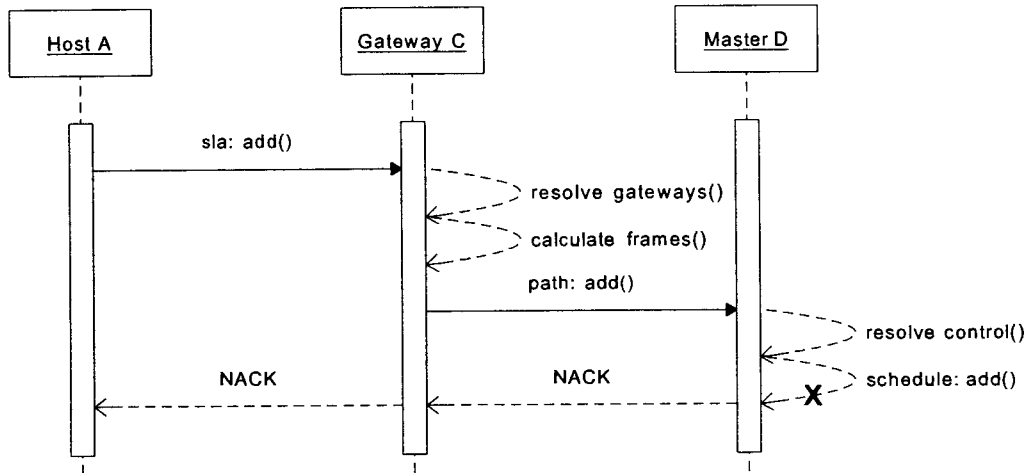 Host A
Gateway C
Master D
sla: add()
resolve gateways()
calculate frames()
path: add()
resolve control()
NACK
NACK
schedule: add()
X